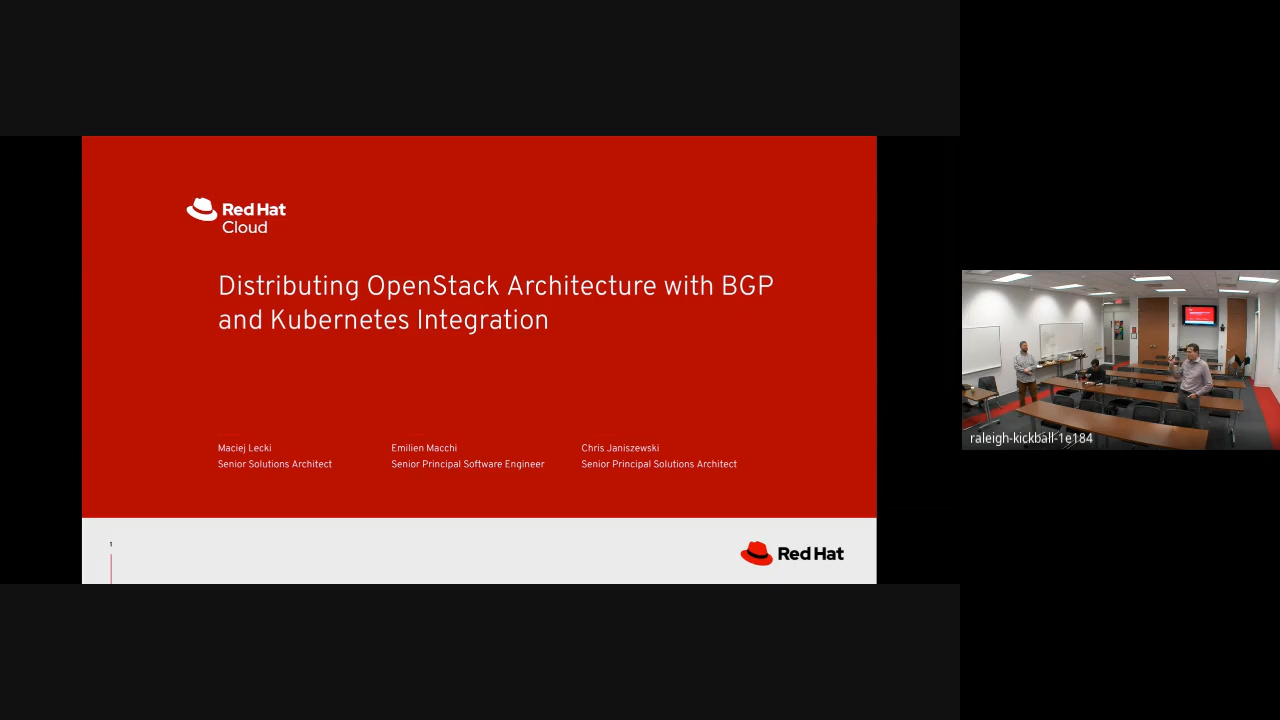 Red Hat
Cloud
Distributing OpenStack Architecture with BGP
and Kubernetes Integration
Maciej Lecki
Senior Solutions Architect
Emilien Macchi
Senior Principal Software Engineer
Chris Janiszewski
Senior Principal Solutions Architect
1
Red Hat
raleigh-kickball-1e184